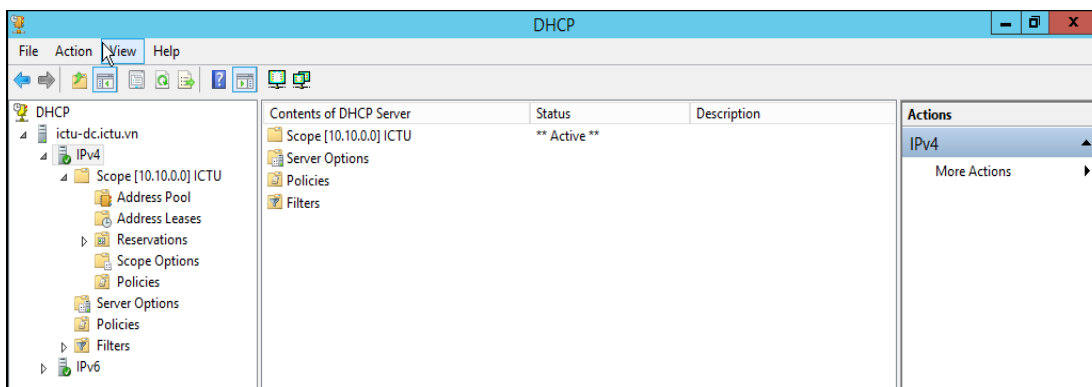 DHCP
File Action View Help
DHCP
ictu-dc.ictu.vn
IPv4
Scope [10.10.0.0] ICTU
Address Pool
Address Leases
Reservations
Scope Options
Policies
Server Options
Policies
Filters
IPv6
Contents of DHCP Server Status Description
Scope [10.10.0.0] ICTU ** Active **
Server Options
Policies
Filters
Actions
IPv4
More Actions